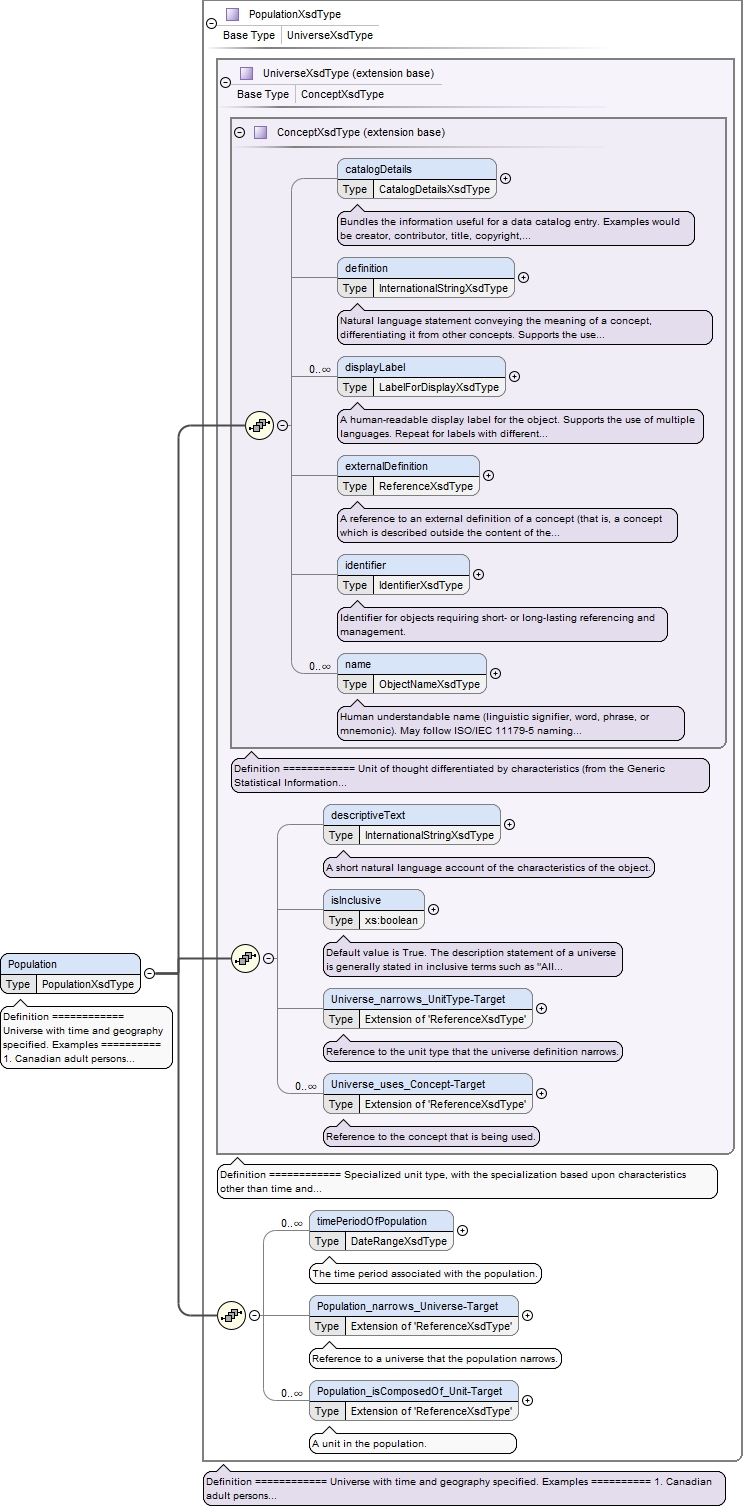 PopulationXsdType
Base Type UniverseXsdType
UniverseXsdType (extension base)
Base Type ConceptXsdType
ConceptXsdType (extension base)
catalogDetails
Type CatalogDetailsXsdType
Bundles the information useful for a data catalog entry. Examples would
be creator, contributor, title, copyright,...
definition
Type InternationalStringXsdType
Natural language statement conveying the meaning of a concept,
differentiating it from other concepts. Supports the use...
0..∞
displayLabel
Type LabelForDisplayXsdType
A human-readable display label for the object. Supports the use of multiple
languages. Repeat for labels with different...
externalDefinition
Type ReferenceXsdType
A reference to an external definition of a concept (that is, a concept
which is described outside the content of the...
identifier
Type IdentifierXsdType
Identifier for objects requiring short- or long-lasting referencing and
management.
0..∞
name
Type ObjectNameXsdType
Human understandable name (linguistic signifier, word, phrase, or
mnemonic). May follow ISO/IEC 11179-5 naming...
Definition ============ Unit of thought differentiated by characteristics (from the Generic
Statistical Information...
descriptiveText
Type InternationalStringXsdType
A short natural language account of the characteristics of the object.
isInclusive
Type xs:boolean
Default value is True. The description statement of a universe
is generally stated in inclusive terms such as "All...
Population
Type PopulationXsdType
Definition ============
Universe with time and geography
specified. Examples ==========
1. Canadian adult persons...
Universe_narrows_UnitType-Target
Type Extension of 'ReferenceXsdType'
Reference to the unit type that the universe definition narrows.
0..∞
Universe_uses_Concept-Target
Type Extension of 'ReferenceXsdType'
Reference to the concept that is being used.
Definition ============ Specialized unit type, with the specialization based upon characteristics
other than time and...
0..∞
timePeriodOfPopulation
Type DateRangeXsdType
The time period associated with the population.
Population_narrows_Universe-Target
Type Extension of 'ReferenceXsdType'
Reference to a universe that the population narrows.
0..∞
Population_isComposedOf_Unit-Target
Type Extension of 'ReferenceXsdType'
A unit in the population.
Definition ============ Universe with time and geography specified. Examples ========== 1. Canadian
adult persons...